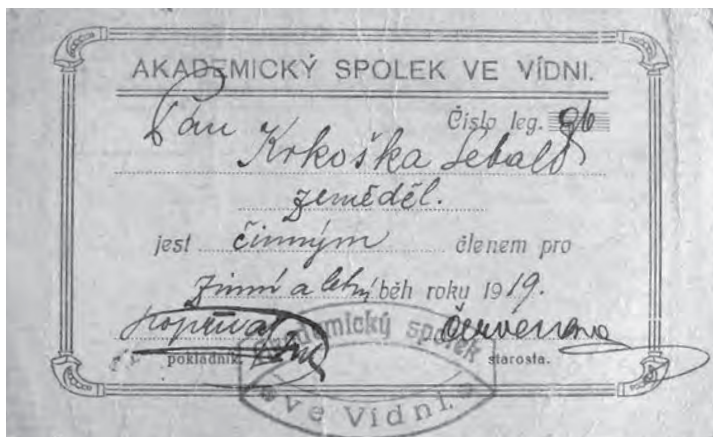 AKADEMICKÝ SPOLEK VE VÍDNI.
Pan Číslo leg. 96
Krkoška Sebald
zeměděl.
jest činným členem pro
zimní a letní běh roku 1919.
pokladník. starosta.
Akademický spolek
ve Vídni.